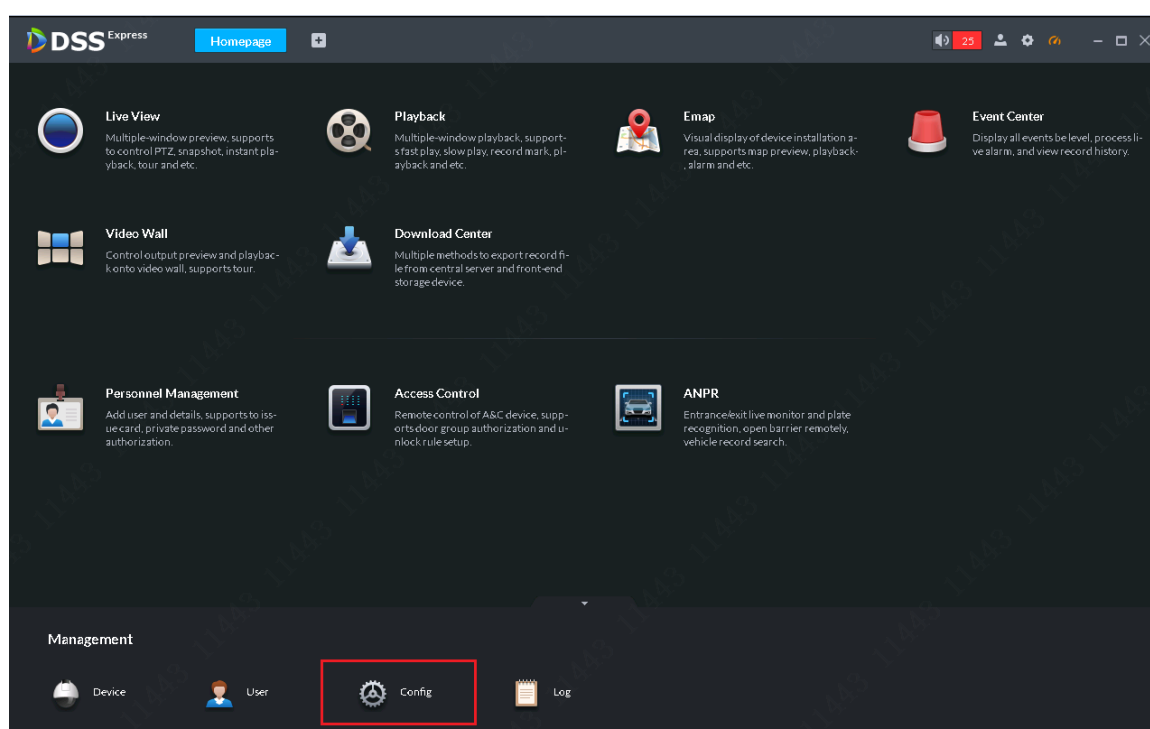 DSS Express
Homepage
25
Live View
Multiple-window preview, supports
to control PTZ, snapshot, instant pla-
yback, tour and etc.
Playback
Multiple-window playback, support-
s fast play, slow play, record mark, pl-
ayback and etc.
Emap
Visual display of device installation a-
rea, supports map preview, playback-
, alarm and etc.
Event Center
Display all events be level, process li-
ve alarm, and view record history.
Video Wall
Control output preview and playbac-
k onto video wall, supports tour.
Download Center
Multiple methods to export record fi-
le from central server and front-end
storage device.
Personnel Management
Add user and details, supports to iss-
ue card, private password and other
authorization.
Access Control
Remote control of A&C device, supp-
orts door group authorization and u-
nlock rule setup.
ANPR
Entrance/exit live monitor and plate
recognition, open barrier remotely,
vehicle record search.
Management
Device
User
Config
Log